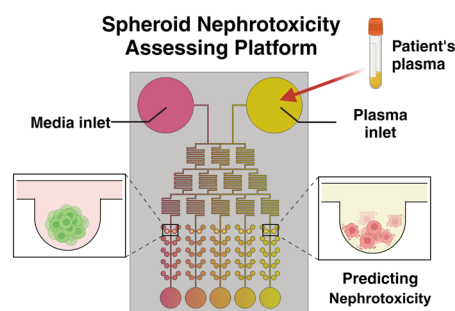 Spheroid Nephrotoxicity
Assessing Platform
Patient's
plasma
Media inlet
Plasma
inlet
Predicting
Nephrotoxicity